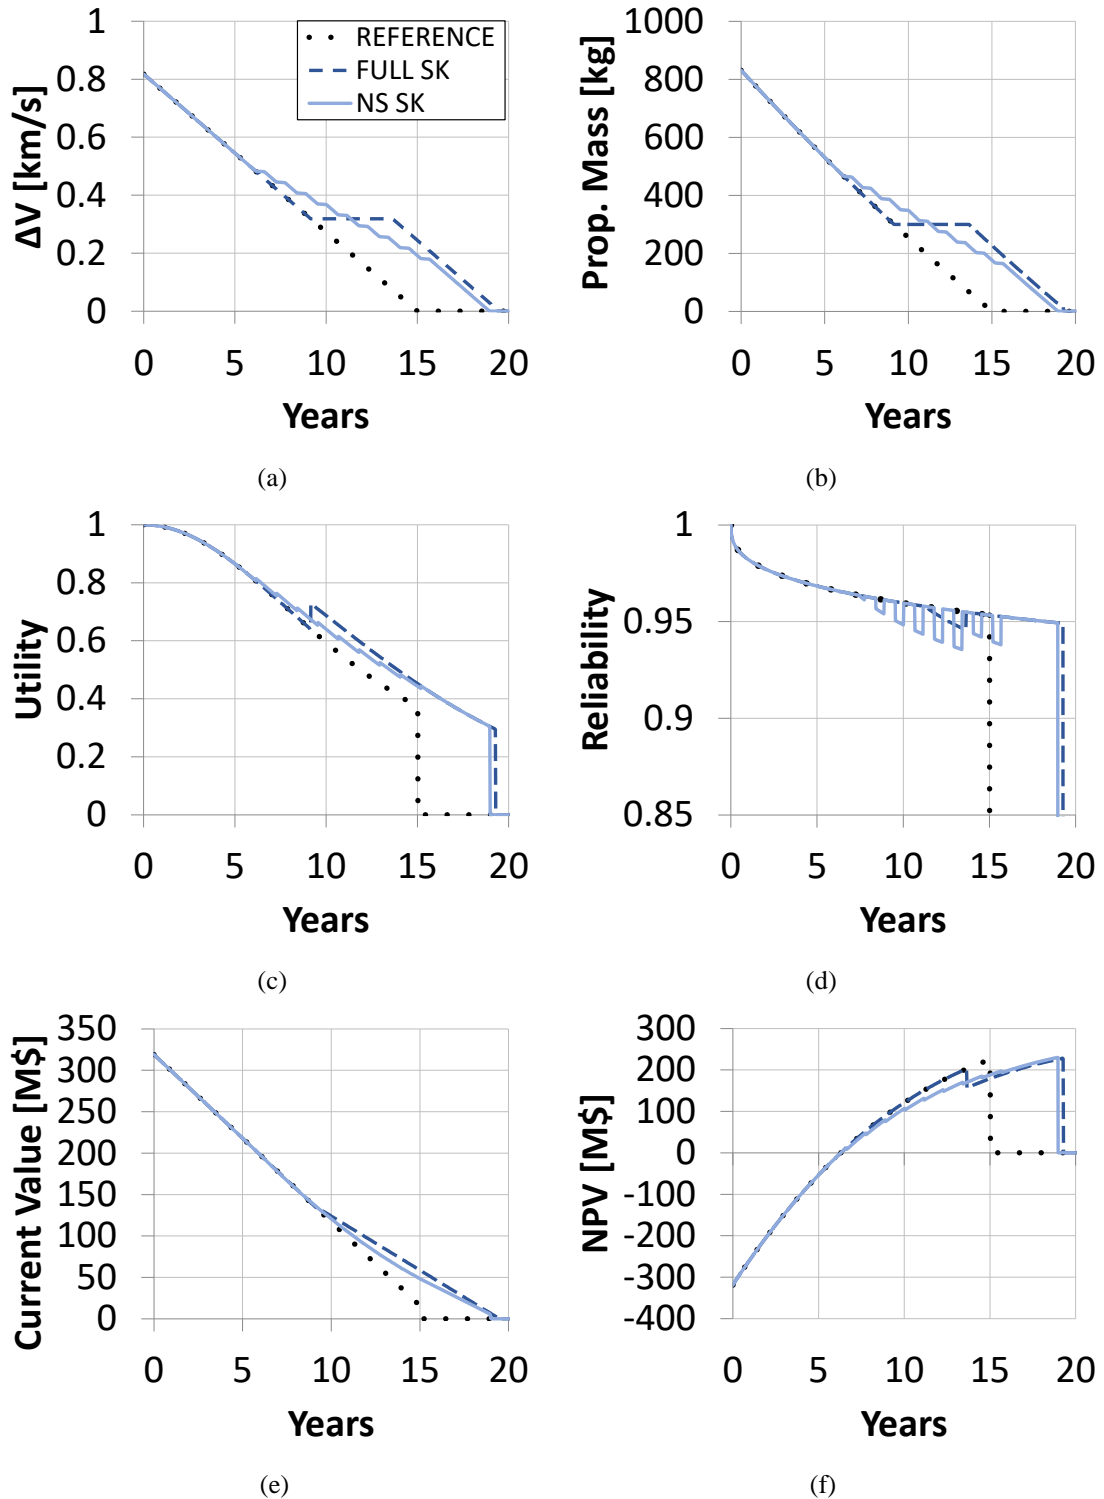 ΔV [km/s]
1
0.8
0.6
0.4
0.2
0
0 5 10 15 20
Years
REFERENCE
FULL SK
NS SK
(a)
Prop. Mass [kg]
1000
800
600
400
200
0
0 5 10 15 20
Years
(b)
Utility
1
0.8
0.6
0.4
0.2
0
0 5 10 15 20
Years
(c)
Reliability
1
0.95
0.9
0.85
0 5 10 15 20
Years
(d)
Current Value [M$]
350
300
250
200
150
100
50
0
0 5 10 15 20
Years
(e)
NPV [M$]
300
200
100
0
-100
-200
-300
-400
0 5 10 15 20
Years
(f)